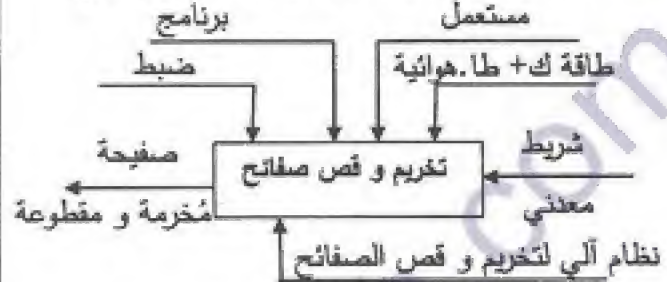 برنامج
مستعمل
ضبط
طاقة ك+ طا.هوائية
صفيحة
تخريم و قص صفائح
شريط
مُخرمة و مقطوعة
معدني
نظام آلي لتخريم و قص الصفائح
com